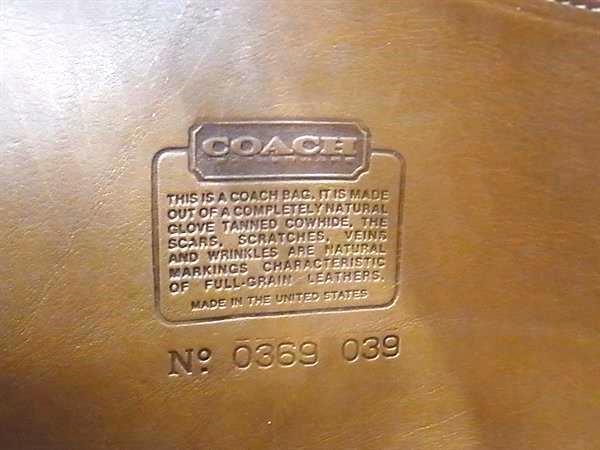 COACH
THIS IS A COACH BAG. IT IS MADE
OUT OF A COMPLETELY NATURAL
GLOVE TANNED COWHIDE, THE
SCARS, SCRATCHES, VEINS
AND WRINKLES ARE NATURAL
MARKINGS CHARACTERISTIC
OF FULL-GRAIN LEATHERS.
MADE IN THE UNITED STATES
Nº 0369 039